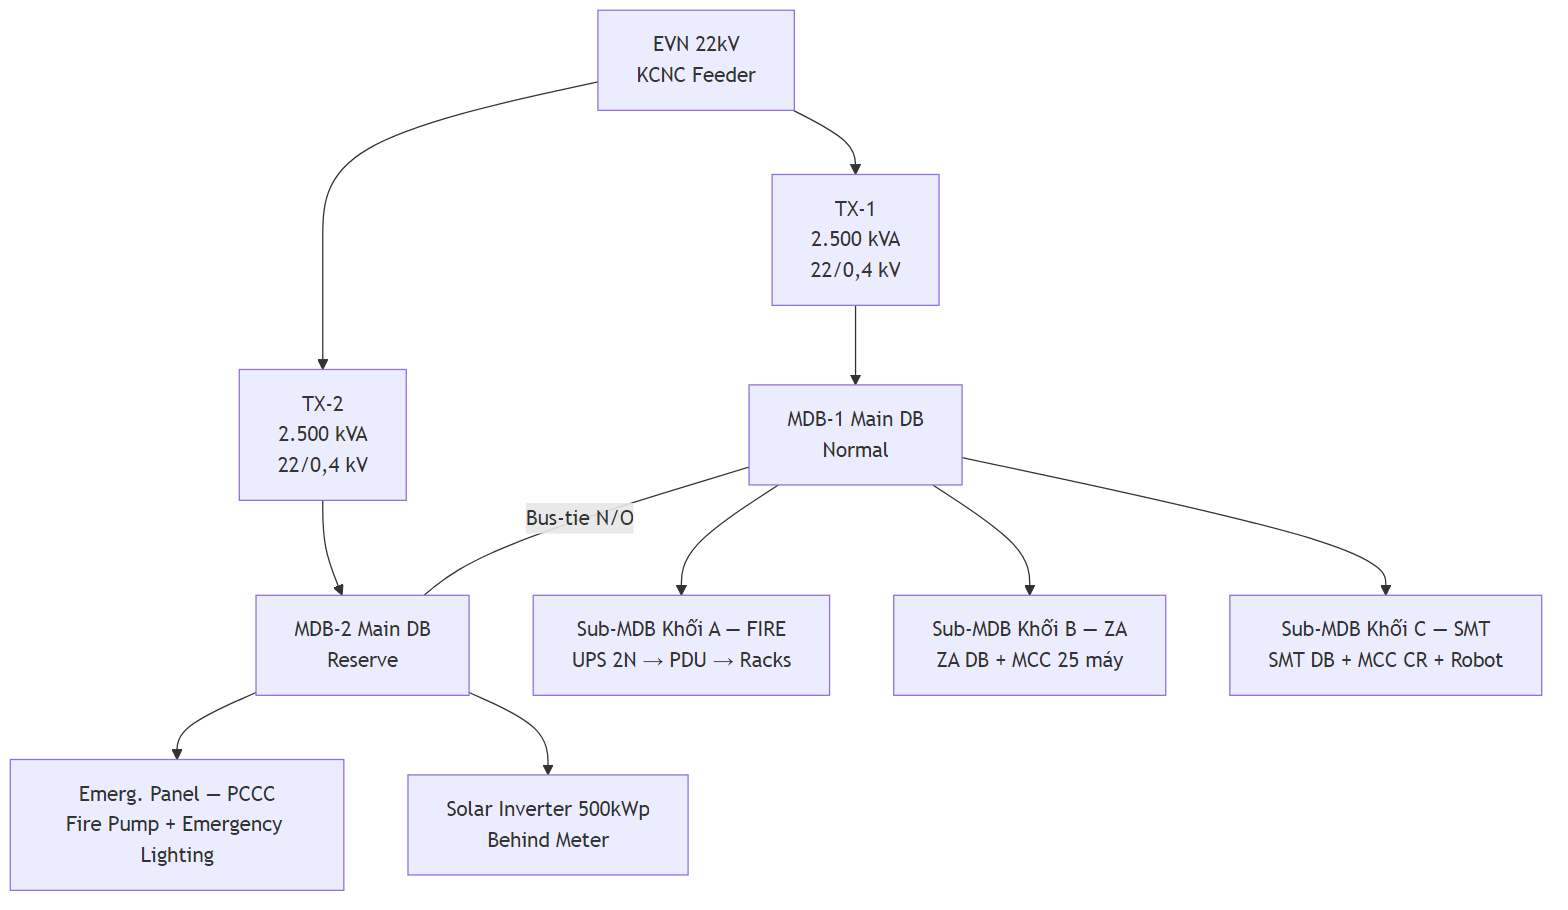 EVN 22kV
KCNC Feeder
TX-1
2.500 kVA
22/0,4 kV
TX-2
2.500 kVA
22/0,4 kV
MDB-1 Main DB
Normal
Bus-tie N/O
MDB-2 Main DB
Reserve
Sub-MDB Khối A — FIRE
UPS 2N → PDU → Racks
Sub-MDB Khối B — ZA
ZA DB + MCC 25 máy
Sub-MDB Khối C — SMT
SMT DB + MCC CR + Robot
Emerg. Panel — PCCC
Fire Pump + Emergency
Lighting
Solar Inverter 500kWp
Behind Meter